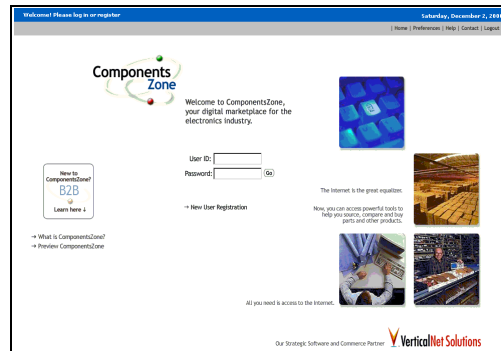 Welcome! Please log in or register
Saturday, December 2, 2000
| Home | Preferences | Help | Contact | Logout
Components
Zone
Welcome to ComponentsZone,
your digital marketplace for the
electronics industry.
User ID:
Password:
Go
New to
ComponentsZone?
B2B
Learn here ↓
→ New User Registration
The Internet is the great equalizer.
Now, you can access powerful tools to
help you source, compare and buy
parts and other products.
→ What is ComponentsZone?
→ Preview ComponentsZone
All you need is access to the Internet.
Our Strategic Software and Commerce Partner
VerticalNet Solutions